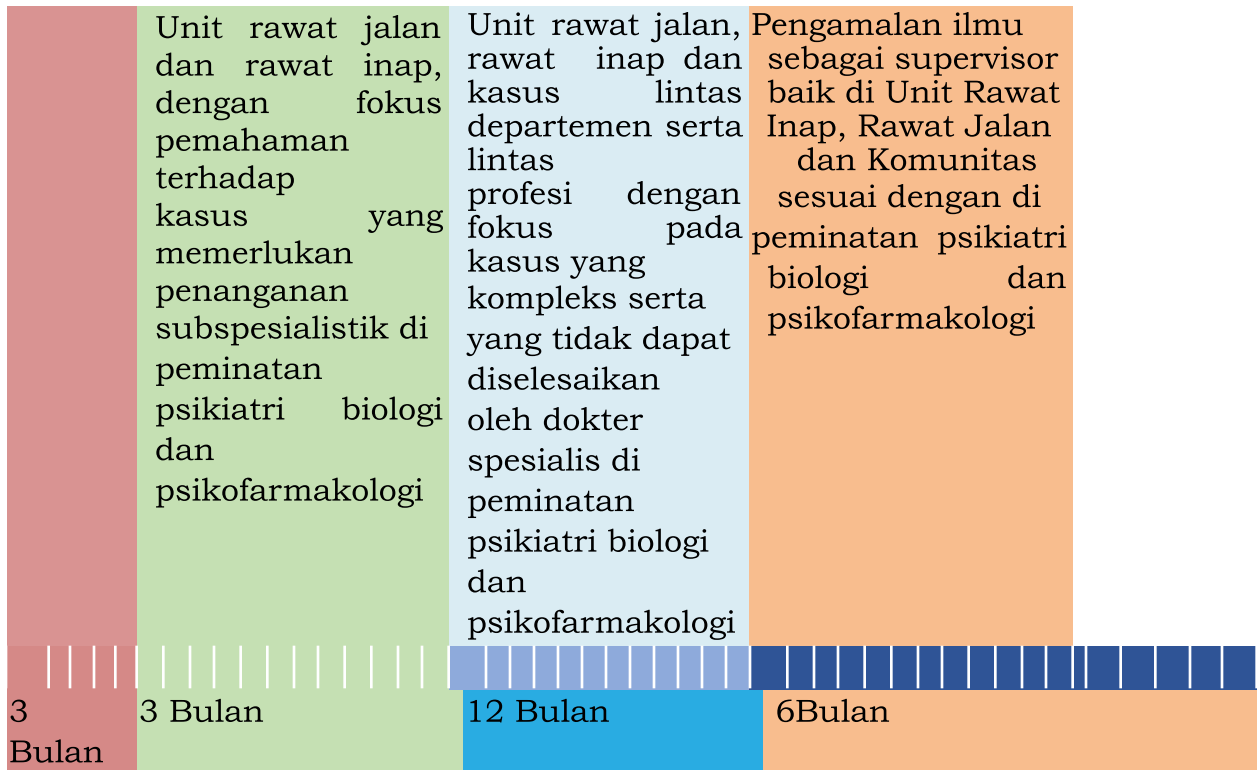 Unit rawat jalan
dan rawat inap,
dengan fokus
pemahaman
terhadap
kasus yang
memerlukan
penanganan
subspesialistik di
peminatan
psikiatri biologi
dan
psikofarmakologi
Unit rawat jalan,
rawat inap dan
kasus lintas
departemen serta
lintas
profesi dengan
fokus pada
kasus yang
kompleks serta
yang tidak dapat
diselesaikan
oleh dokter
spesialis di
peminatan
psikiatri biologi
dan
psikofarmakologi
Pengamalan ilmu
sebagai supervisor
baik di Unit Rawat
Inap, Rawat Jalan
dan Komunitas
sesuai dengan di
peminatan psikiatri
biologi dan
psikofarmakologi
3
Bulan
3 Bulan
12 Bulan
6Bulan